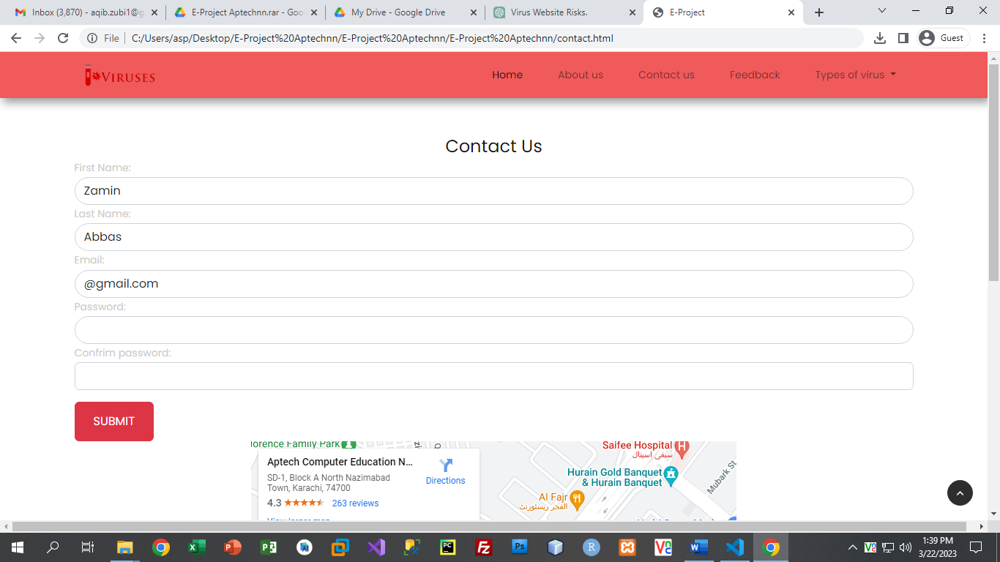 Inbox (3,870) - aqib.zubi1@g
E-Project Aptechnn.rar - Goo
My Drive - Google Drive
Virus Website Risks.
E-Project
File
C:/Users/asp/Desktop/E-Project%20Aptechnn/E-Project%20Aptechnn/E-Project%20Aptechnn/contact.html
Guest
VIRUSES
Home
About us
Contact us
Feedback
Types of virus
Contact Us
First Name:
Zamin
Last Name:
Abbas
Email:
@gmail.com
Password:
Confrim password:
SUBMIT
lorence Family Park
Saifee Hospital
سیفی اسپتال
Aptech Computer Education N...
Directions
SD-1, Block A North Nazimabad
Town, Karachi, 74700
4.3
263 reviews
View larger map
Hurain Gold Banquet
& Hurain Banquet
Mubark St
Al Fajr
الفجر ریسٹورنٹ
1:39 PM
3/22/2023